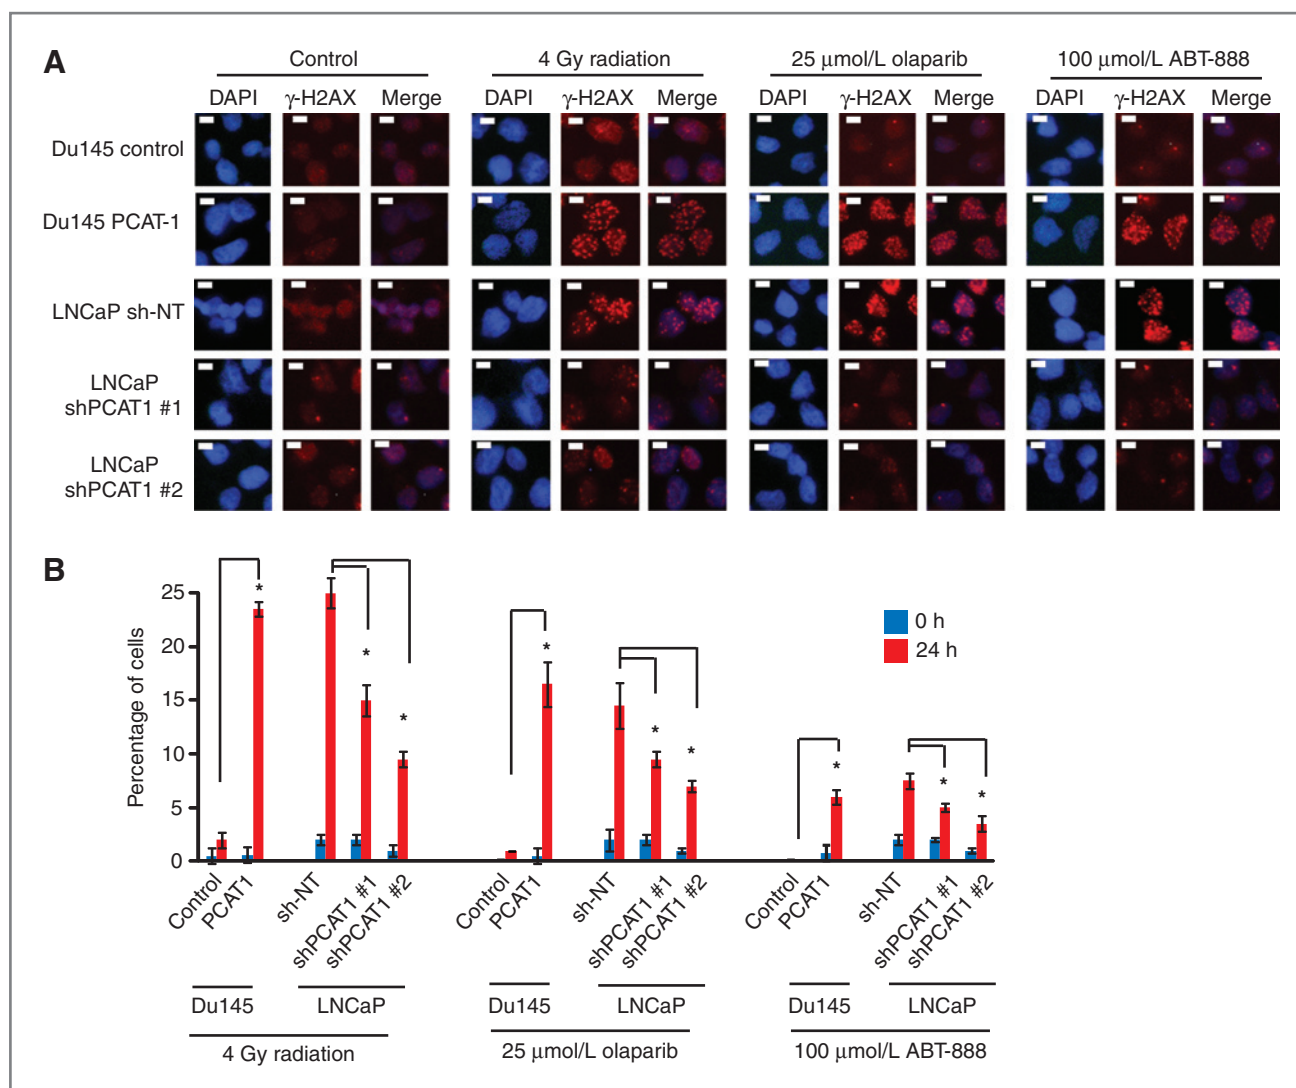 A
Control
4 Gy radiation
25 μmol/L olaparib
100 μmol/L ABT-888
DAPI γ-H2AX Merge DAPI γ-H2AX Merge DAPI γ-H2AX Merge DAPI γ-H2AX Merge
Du145 control
Du145 PCAT-1
LNCaP sh-NT
LNCaP
shPCAT1 #1
LNCaP
shPCAT1 #2
B
Percentage of cells
25
20
15
10
5
0
* * *
* * *
* * *
0 h
24 h
Control
PCAT1
sh-NT
shPCAT1 #1
shPCAT1 #2
Control
PCAT1
sh-NT
shPCAT1 #1
shPCAT1 #2
Control
PCAT1
sh-NT
shPCAT1 #1
shPCAT1 #2
Du145 LNCaP Du145 LNCaP Du145 LNCaP
4 Gy radiation 25 μmol/L olaparib 100 μmol/L ABT-888